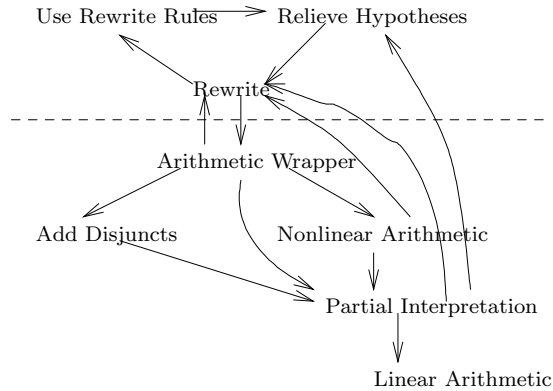 Use Rewrite Rules
Relieve Hypotheses
Rewrite
Arithmetic Wrapper
Add Disjuncts
Nonlinear Arithmetic
Partial Interpretation
Linear Arithmetic